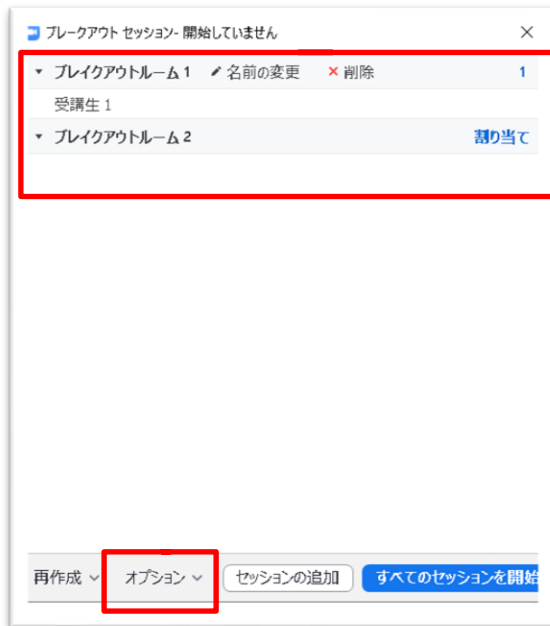 ブレークアウト セッション- 開始していません
ブレイクアウトルーム 1 名前の変更 × 削除 1
受講生 1
ブレイクアウトルーム 2 割り当て
再作成 オプション セッションの追加 すべてのセッションを開始